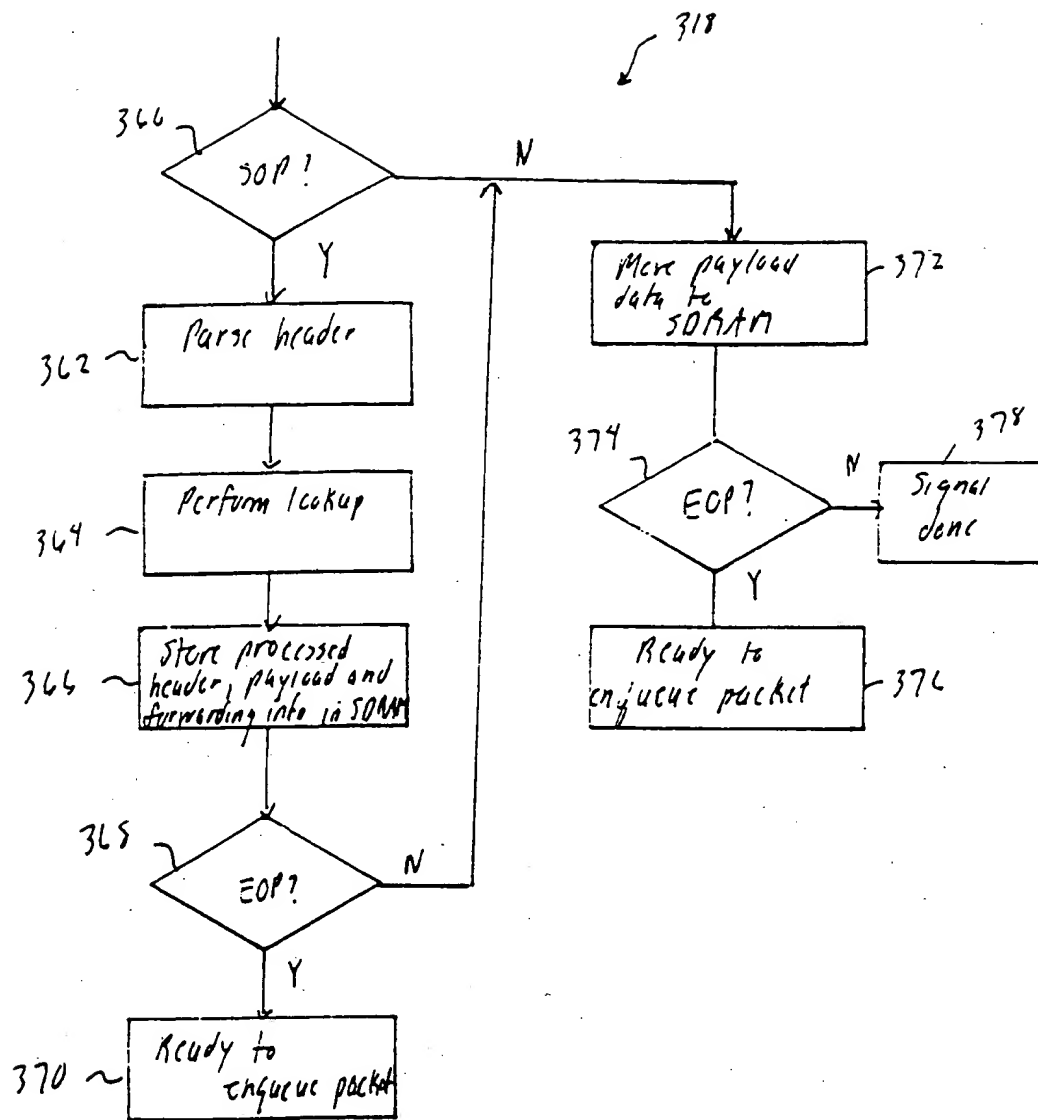 318
366
SOP?
N
Y
Parse header
362
Move payload
data to
SDRAM
372
Perform lookup
364
374
EOP?
N
378
Signal
done
Y
Store processed
header, payload and
forwarding info in SDRAM
366
Ready to
enqueue packet
376
368
EOP?
N
Y
Ready to
enqueue packet
370